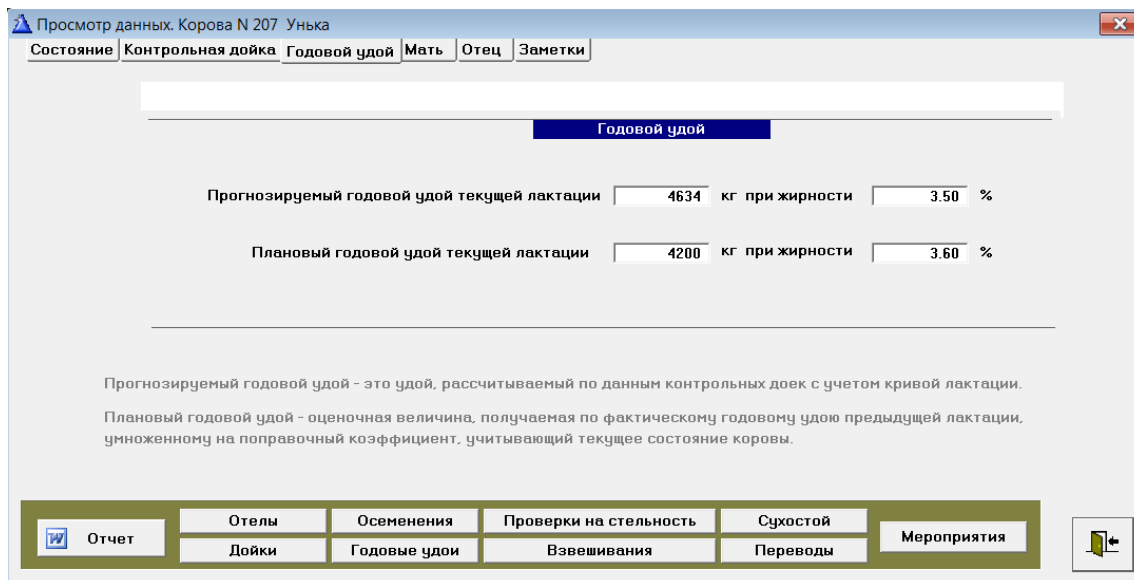 Просмотр данных. Корова N 207 Унька
Состояние Контрольная дойка Годовой удой Мать Отец Заметки
Годовой удой
Прогнозируемый годовой удой текущей лактации 4634 кг при жирности 3.50 %
Плановый годовой удой текущей лактации 4200 кг при жирности 3.60 %
Прогнозируемый годовой удой - это удой, рассчитываемый по данным контрольных доек с учетом кривой лактации.
Плановый годовой удой - оценочная величина, получаемая по фактическому годовому удою предыдущей лактации,
умноженному на поправочный коэффициент, учитывающий текущее состояние коровы.
Отчет
Отелы Осеменения Проверки на стельность Сухостой
Дойки Годовые удои Взвешивания Переводы
Мероприятия